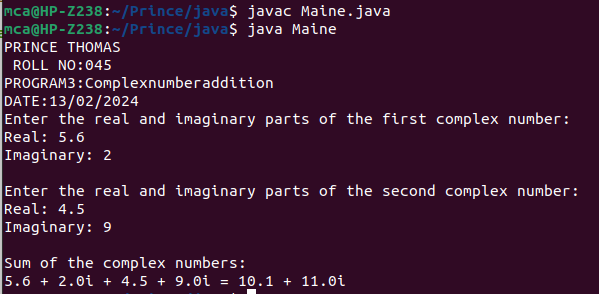 mca@HP-Z238:~/Prince/java$ javac Maine.java
mca@HP-Z238:~/Prince/java$ java Maine
PRINCE THOMAS
 ROLL NO:045
PROGRAM3:Complexnumberaddition
DATE:13/02/2024
Enter the real and imaginary parts of the first complex number:
Real: 5.6
Imaginary: 2

Enter the real and imaginary parts of the second complex number:
Real: 4.5
Imaginary: 9

Sum of the complex numbers:
5.6 + 2.0i + 4.5 + 9.0i = 10.1 + 11.0i